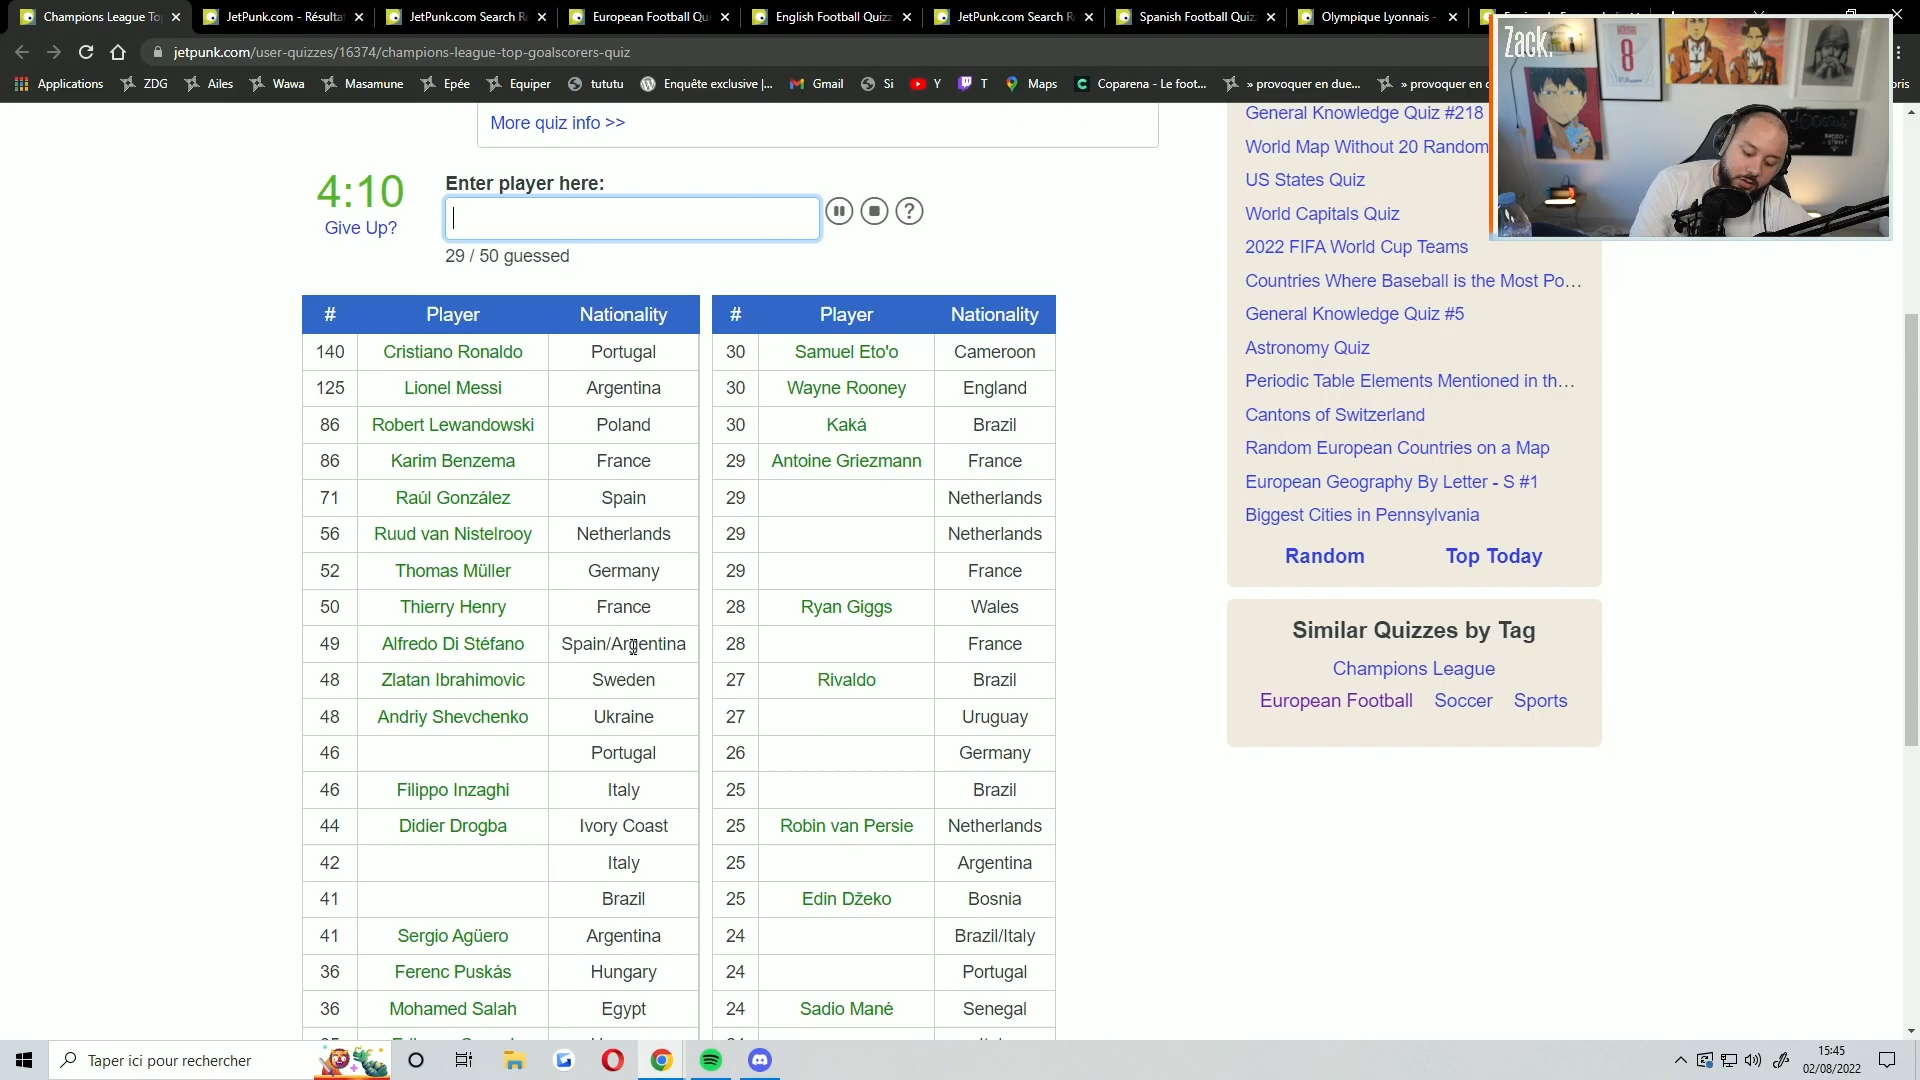 Champions League To
JetPunk.com - Résulta
JetPunk.com Search R
European Football Qu
English Football Quizz
JetPunk.com Search R
Spanish Football Quiz
Olympique Lyonnais -
jetpunk.com/user-quizzes/16374/champions-league-top-goalscorers-quiz
Applications ZDG Ailes Wawa Masamune Epée Equiper tututu Enquête exclusive |... Gmail Si Y T Maps Coparena - Le foot... » provoquer en due... » provoquer en d
Zack.
More quiz info >>
4:10
Give Up?
Enter player here:
29 / 50 guessed
# Player Nationality
140 Cristiano Ronaldo Portugal
125 Lionel Messi Argentina
86 Robert Lewandowski Poland
86 Karim Benzema France
71 Raúl González Spain
56 Ruud van Nistelrooy Netherlands
52 Thomas Müller Germany
50 Thierry Henry France
49 Alfredo Di Stéfano Spain/Argentina
48 Zlatan Ibrahimovic Sweden
48 Andriy Shevchenko Ukraine
46 Portugal
46 Filippo Inzaghi Italy
44 Didier Drogba Ivory Coast
42 Italy
41 Brazil
41 Sergio Agüero Argentina
36 Ferenc Puskás Hungary
36 Mohamed Salah Egypt
# Player Nationality
30 Samuel Eto'o Cameroon
30 Wayne Rooney England
30 Kaká Brazil
29 Antoine Griezmann France
29 Netherlands
29 Netherlands
29 France
28 Ryan Giggs Wales
28 France
27 Rivaldo Brazil
27 Uruguay
26 Germany
25 Brazil
25 Robin van Persie Netherlands
25 Argentina
25 Edin Džeko Bosnia
24 Brazil/Italy
24 Portugal
24 Sadio Mané Senegal
General Knowledge Quiz #218
World Map Without 20 Random
US States Quiz
World Capitals Quiz
2022 FIFA World Cup Teams
Countries Where Baseball is the Most Po...
General Knowledge Quiz #5
Astronomy Quiz
Periodic Table Elements Mentioned in th...
Cantons of Switzerland
Random European Countries on a Map
European Geography By Letter - S #1
Biggest Cities in Pennsylvania
Random Top Today
Similar Quizzes by Tag
Champions League
European Football Soccer Sports
Taper ici pour rechercher
15:45
02/08/2022